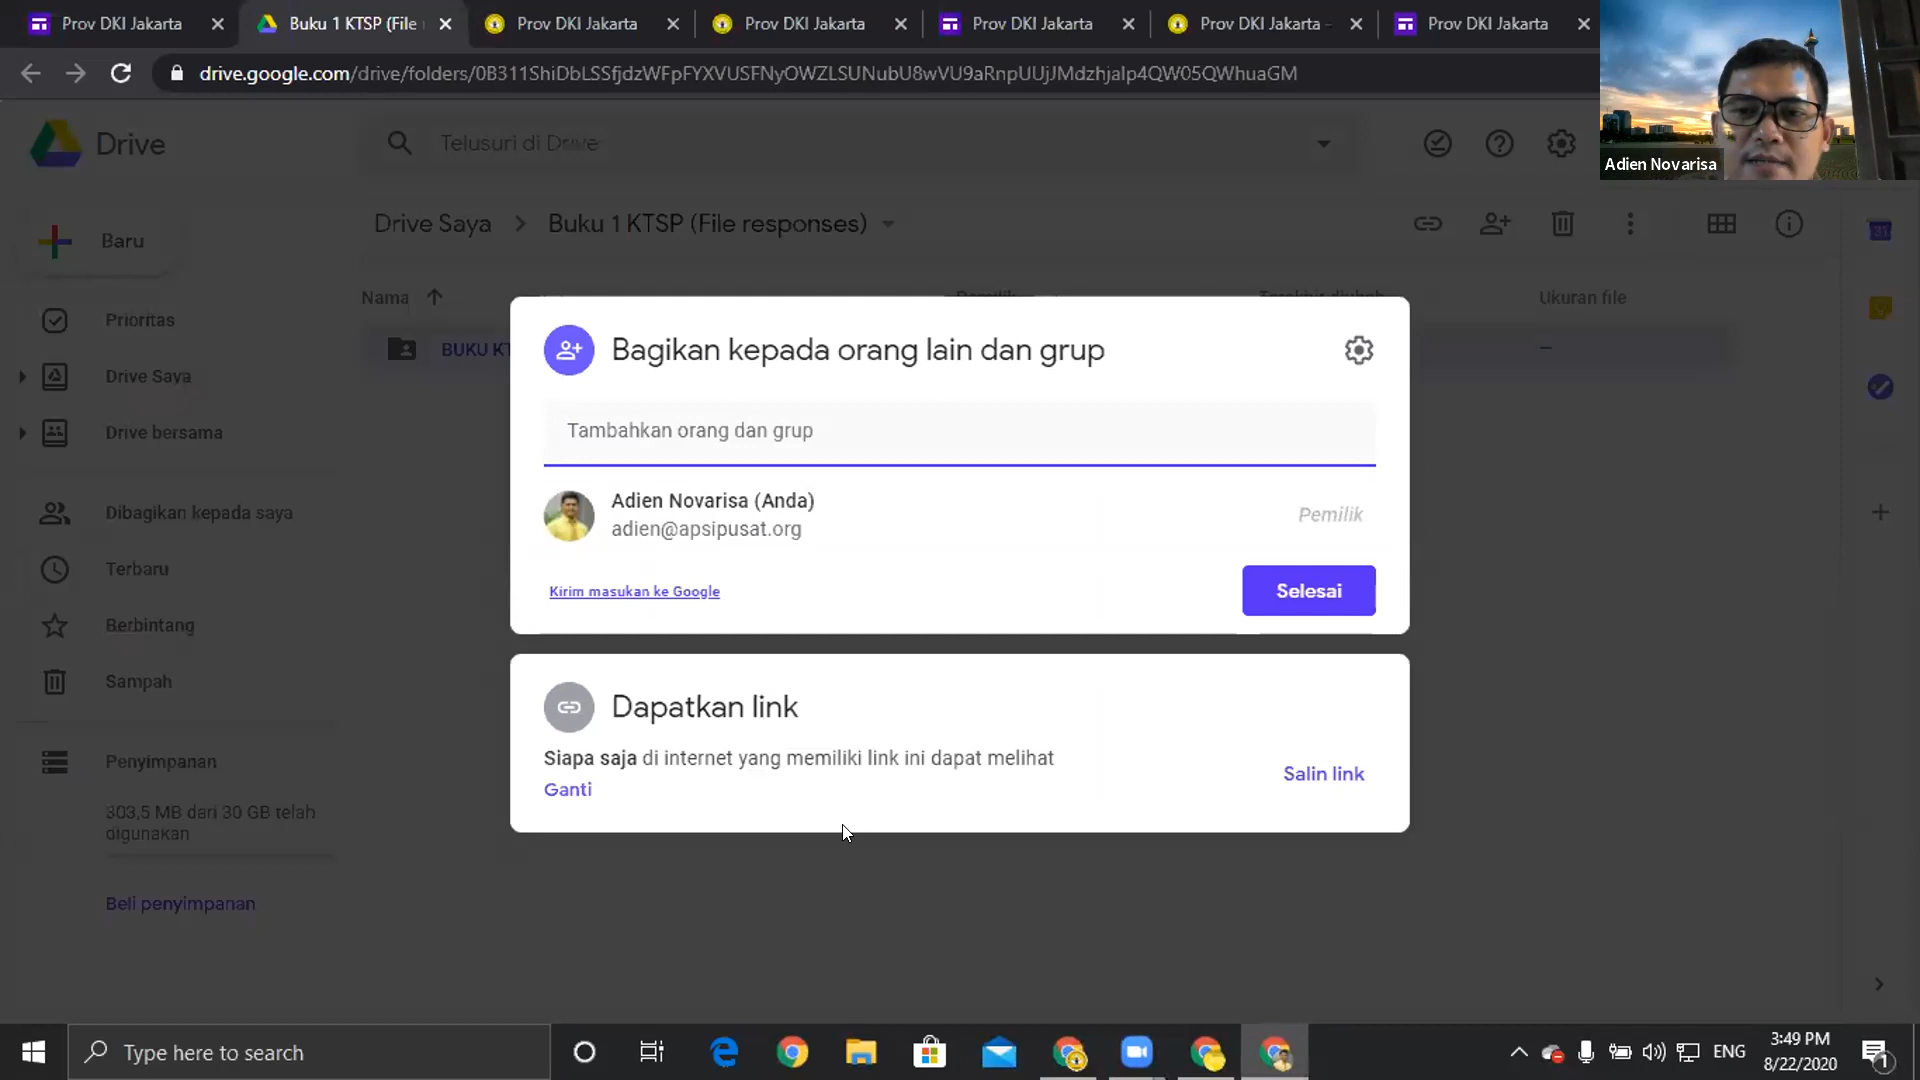 Prov DKI Jakarta
Buku 1 KTSP (File
Prov DKI Jakarta
Prov DKI Jakarta
Prov DKI Jakarta
Prov DKI Jakarta -
Prov DKI Jakarta
drive.google.com/drive/folders/0B311ShiDbLSSfjdzWFpFYXVUSFNyOWZLSUNubU8wVU9aRnpUUjJMdzhjalp4QW05QWhuaGM
Adien Novarisa
Drive
Telusuri di Drive
Drive Saya
Buku 1 KTSP (File responses)
Baru
31
Nama
Pemilik
Terakhir diubah
Ukuran file
BUKU KT
–
Prioritas
Drive Saya
Drive bersama
Dibagikan kepada saya
Terbaru
Berbintang
Sampah
Penyimpanan
303,5 MB dari 30 GB telah
digunakan
Beli penyimpanan
Bagikan kepada orang lain dan grup
Tambahkan orang dan grup
Adien Novarisa (Anda)
adien@apsipusat.org
Pemilik
Kirim masukan ke Google
Selesai
Dapatkan link
Siapa saja di internet yang memiliki link ini dapat melihat
Ganti
Salin link
Type here to search
ENG
3:49 PM
8/22/2020
1